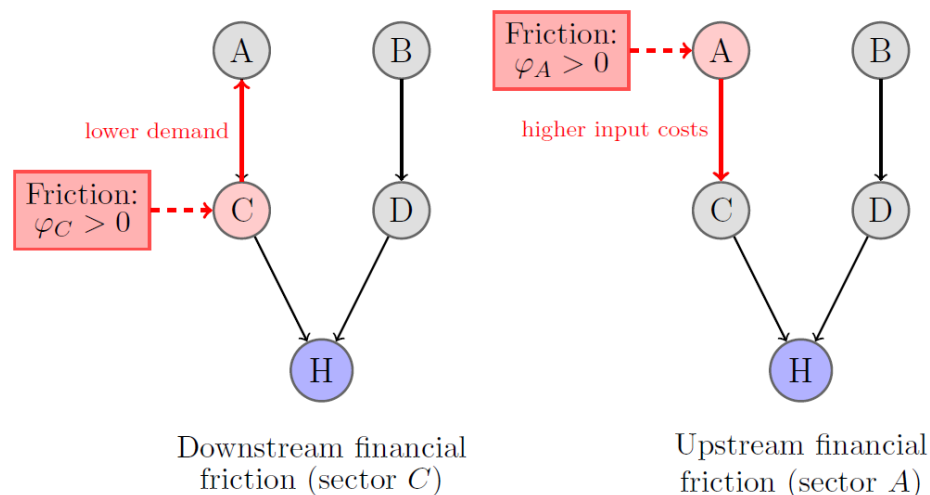 A
B
lower demand
Friction:
φ_C > 0
C
D
H
Downstream financial
friction (sector C)
Friction:
φ_A > 0
A
B
higher input costs
C
D
H
Upstream financial
friction (sector A)